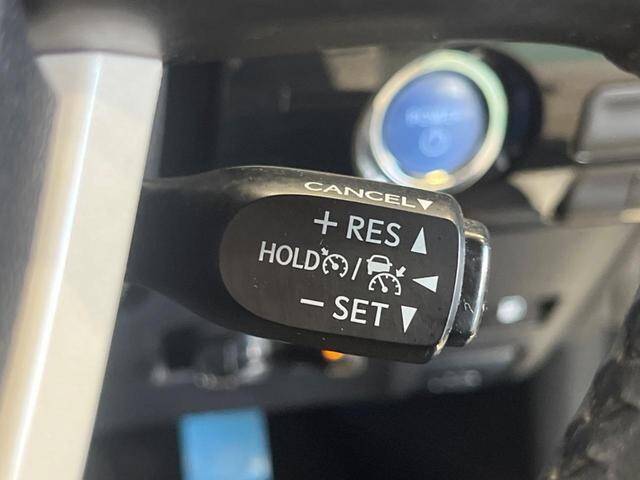 CANCEL▼
+ RES ▲
HOLD / ◀
− SET ▼